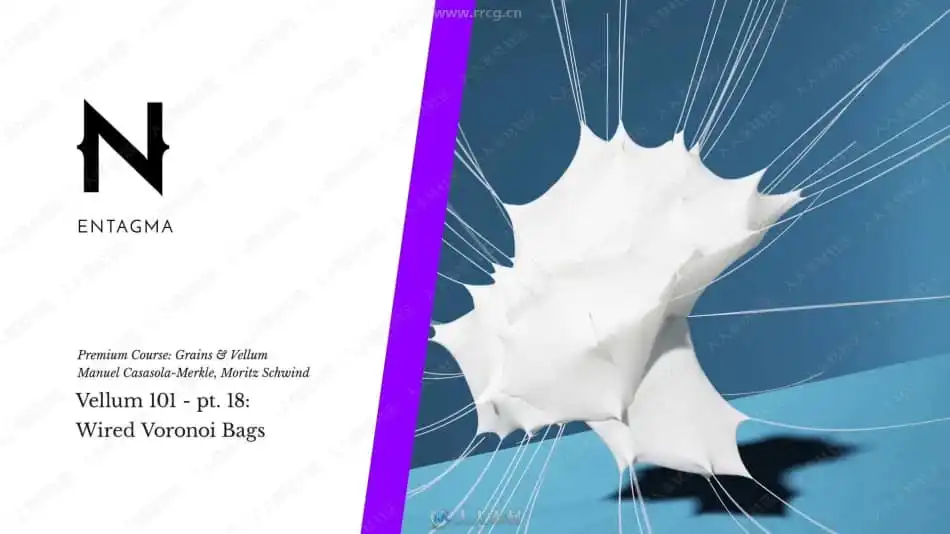 www.rrcg.cn
N
ENTAGMA
Premium Course: Grains & Vellum
Manuel Casasola-Merkle, Moritz Schwind
Vellum 101 - pt. 18:
Wired Voronoi Bags